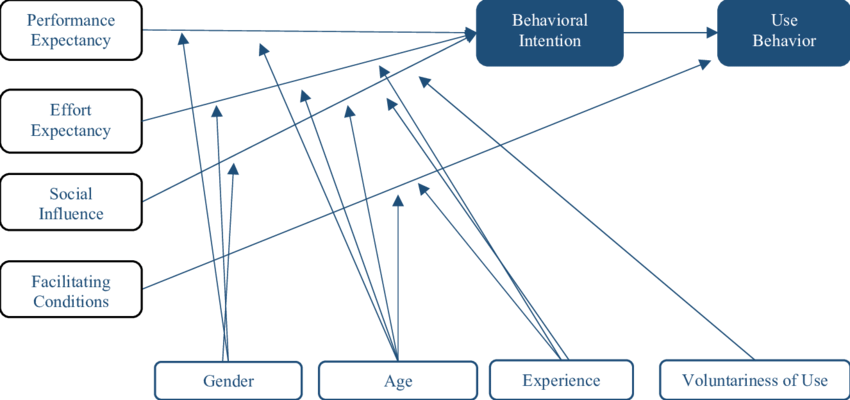 Performance
Expectancy
Behavioral
Intention
Use
Behavior
Effort
Expectancy
Social
Influence
Facilitating
Conditions
Gender
Age
Experience
Voluntariness of Use